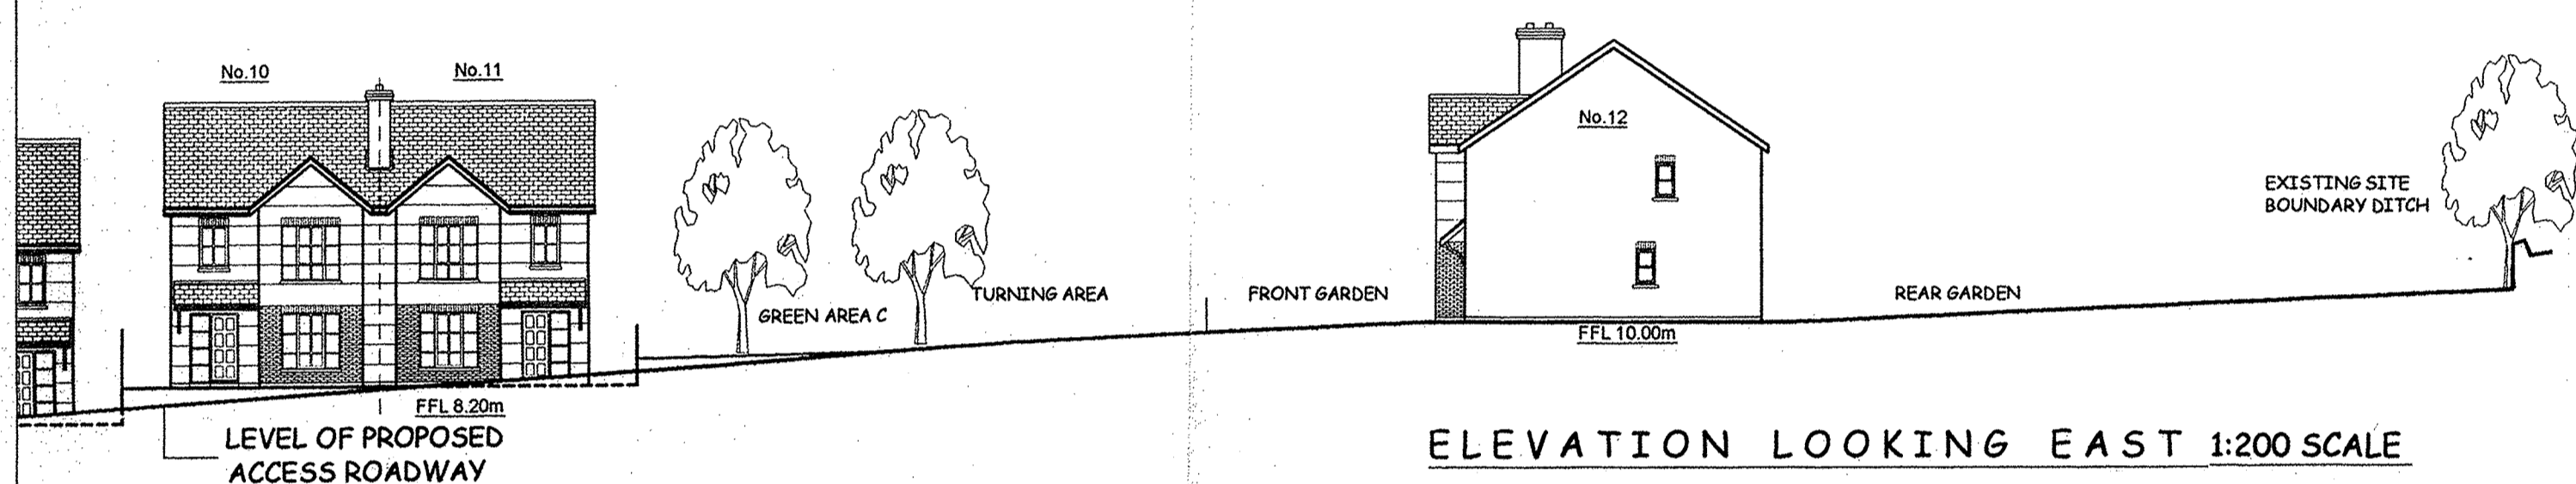 No.10
No.11
No.12
EXISTING SITE
BOUNDARY DITCH
GREEN AREA C
TURNING AREA
FRONT GARDEN
REAR GARDEN
FFL 10.00m
FFL 8.20m
LEVEL OF PROPOSED
ACCESS ROADWAY
ELEVATION LOOKING EAST 1:200 SCALE